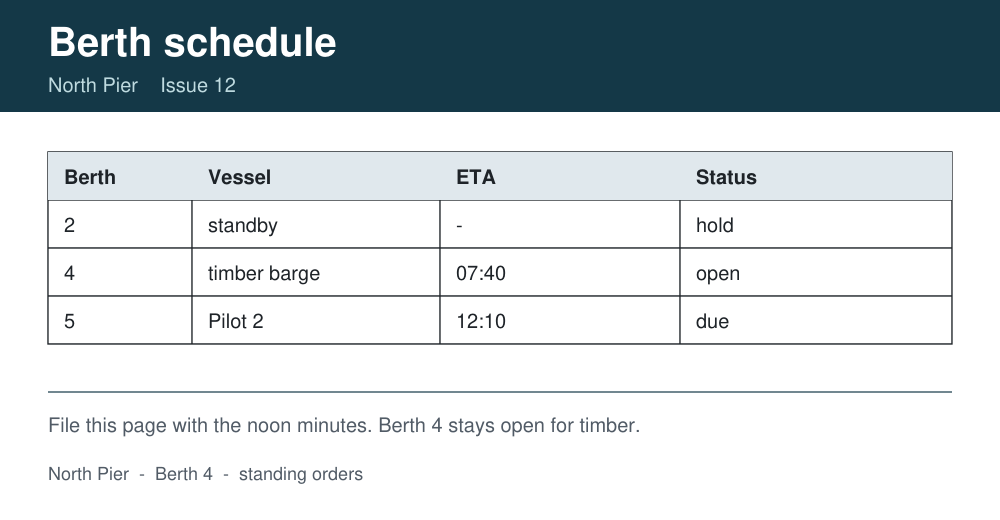 Berth schedule
North Pier Issue 12
Berth Vessel ETA Status
2 standby - hold
4 timber barge 07:40 open
5 Pilot 2 12:10 due
File this page with the noon minutes. Berth 4 stays open for timber.
North Pier - Berth 4 - standing orders